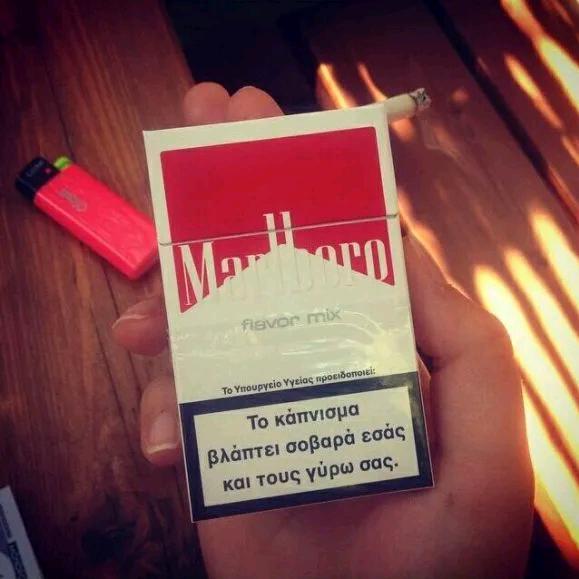 Marlboro
flavor mix
Το Υπουργείο Υγείας προειδοποιεί:
Το κάπνισμα
βλάπτει σοβαρά εσάς
και τους γύρω σας.